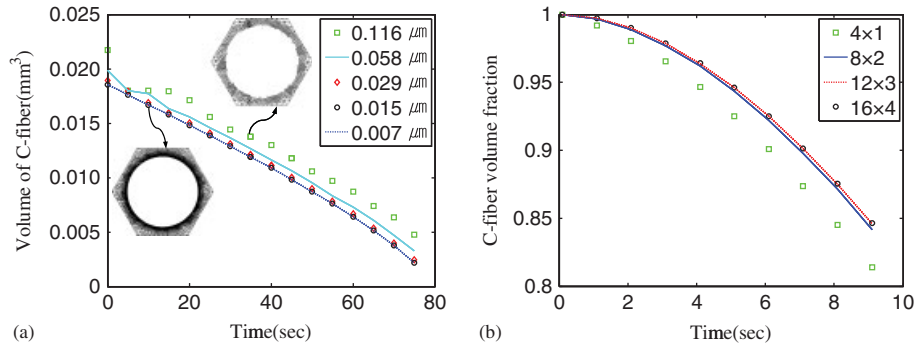 (a)
Volume of C-fiber(mm³)
0.025
0.020
0.015
0.010
0.005
0
0 20 40 60 80
Time(sec)
0.116 μm
0.058 μm
0.029 μm
0.015 μm
0.007 μm
(b)
C-fiber volume fraction
1
0.95
0.9
0.85
0.8
0 2 4 6 8 10
Time(sec)
4×1
8×2
12×3
16×4